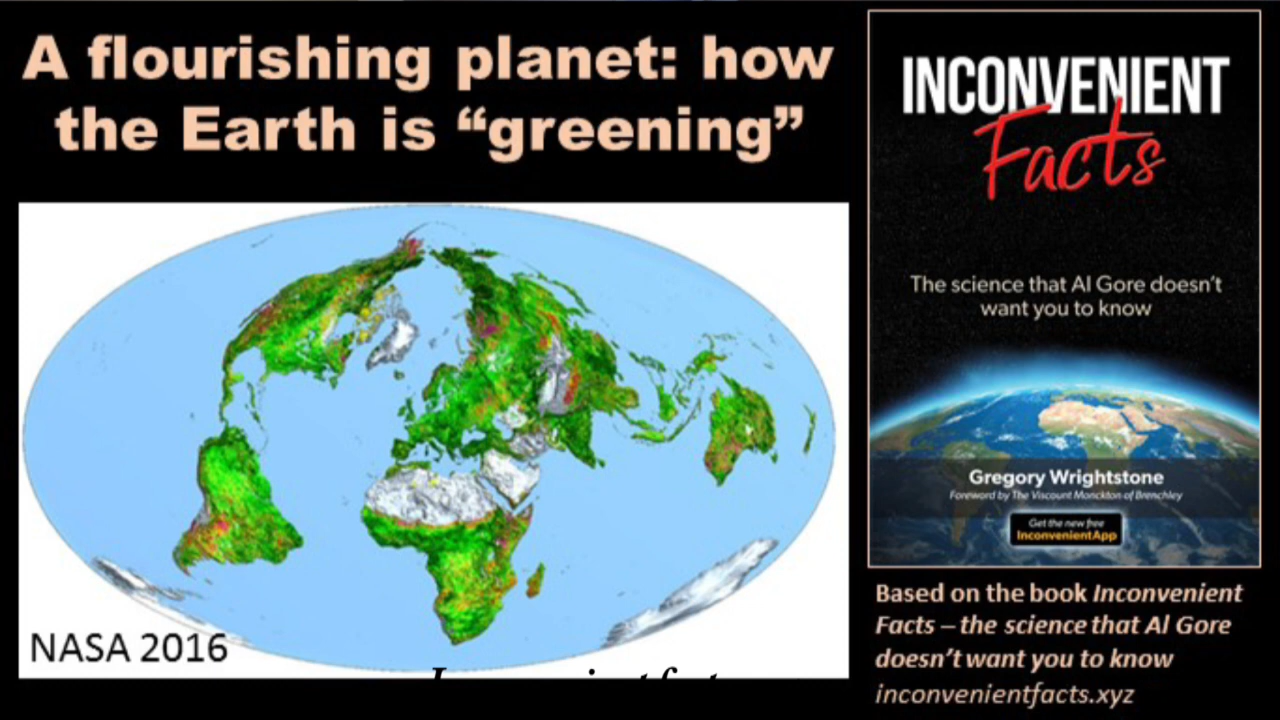 A flourishing planet: how
the Earth is “greening”
NASA 2016
INCONVENIENT
Facts
The science that Al Gore doesn’t
want you to know
Gregory Wrightstone
Foreword by The Viscount Monckton of Brenchley
Get the new free
InconvenientApp
Based on the book Inconvenient
Facts – the science that Al Gore
doesn’t want you to know
inconvenientfacts.xyz